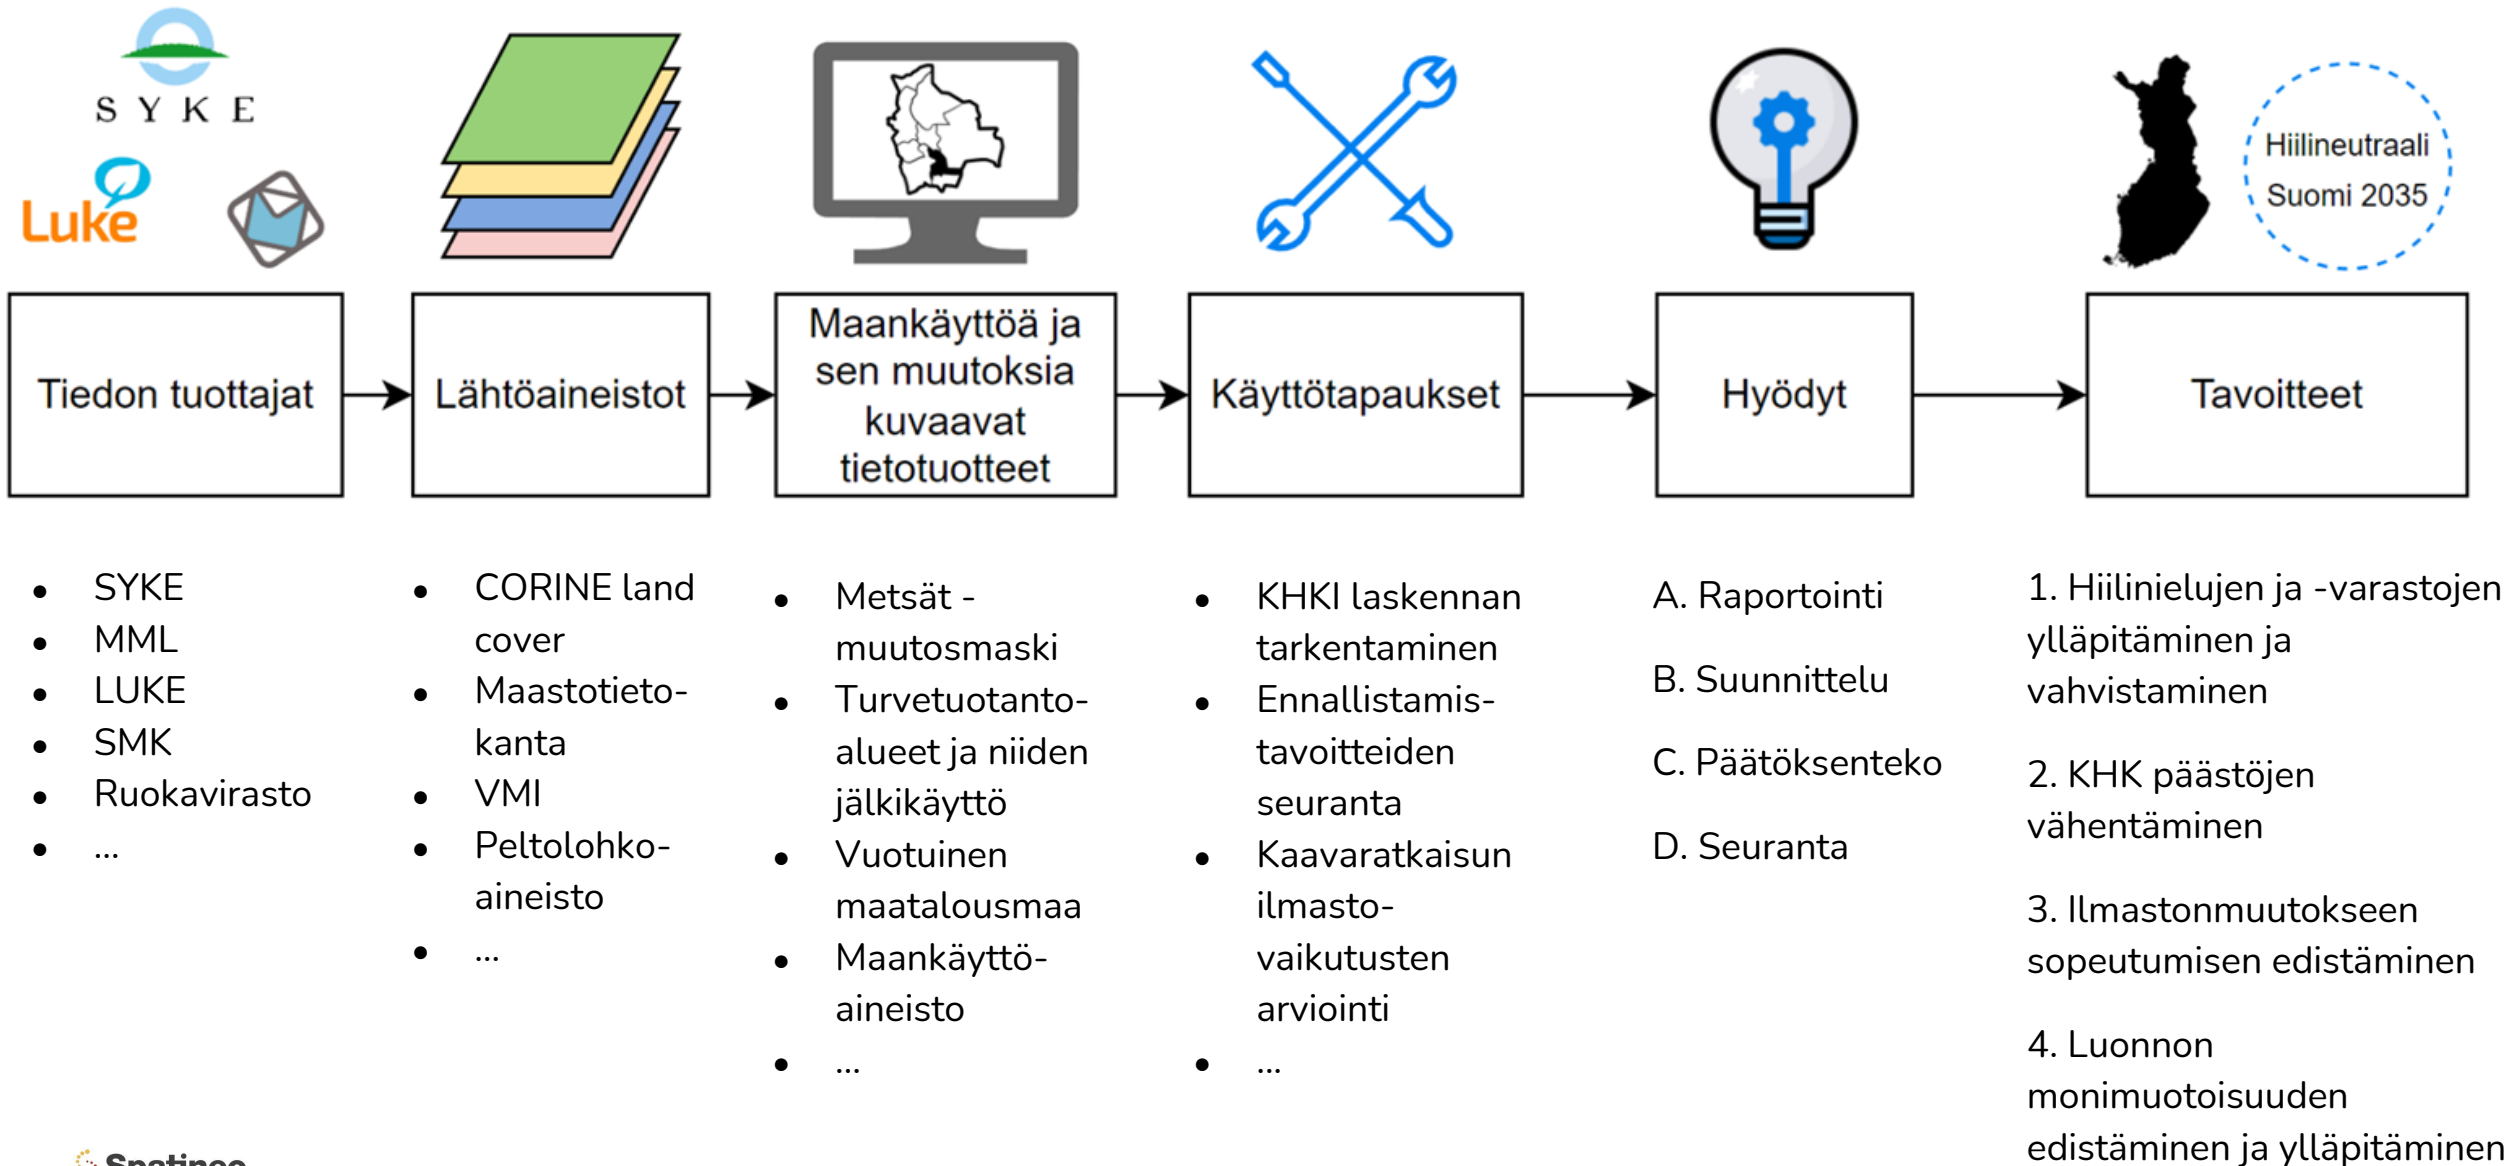 SYKE
Luke
Hiilineutraali
Suomi 2035
Tiedon tuottajat
Lähtöaineistot
Maankäyttöä ja
sen muutoksia
kuvaavat
tietotuotteet
Käyttötapaukset
Hyödyt
Tavoitteet
• SYKE
• MML
• LUKE
• SMK
• Ruokavirasto
• ...
• CORINE land
cover
• Maastotieto-
kanta
• VMI
• Peltolohko-
aineisto
• ...
• Metsät -
muutosmaski
• Turvetuotanto-
alueet ja niiden
jälkikäyttö
• Vuotuinen
maatalousmaa
• Maankäyttö-
aineisto
• ...
• KHKI laskennan
tarkentaminen
• Ennallistamis-
tavoitteiden
seuranta
• Kaavaratkaisun
ilmasto-
vaikutusten
arviointi
• ...
A. Raportointi
B. Suunnittelu
C. Päätöksenteko
D. Seuranta
1. Hiilinielujen ja -varastojen
ylläpitäminen ja
vahvistaminen
2. KHK päästöjen
vähentäminen
3. Ilmastonmuutokseen
sopeutumisen edistäminen
4. Luonnon
monimuotoisuuden
edistäminen ja ylläpitäminen
Spatineo